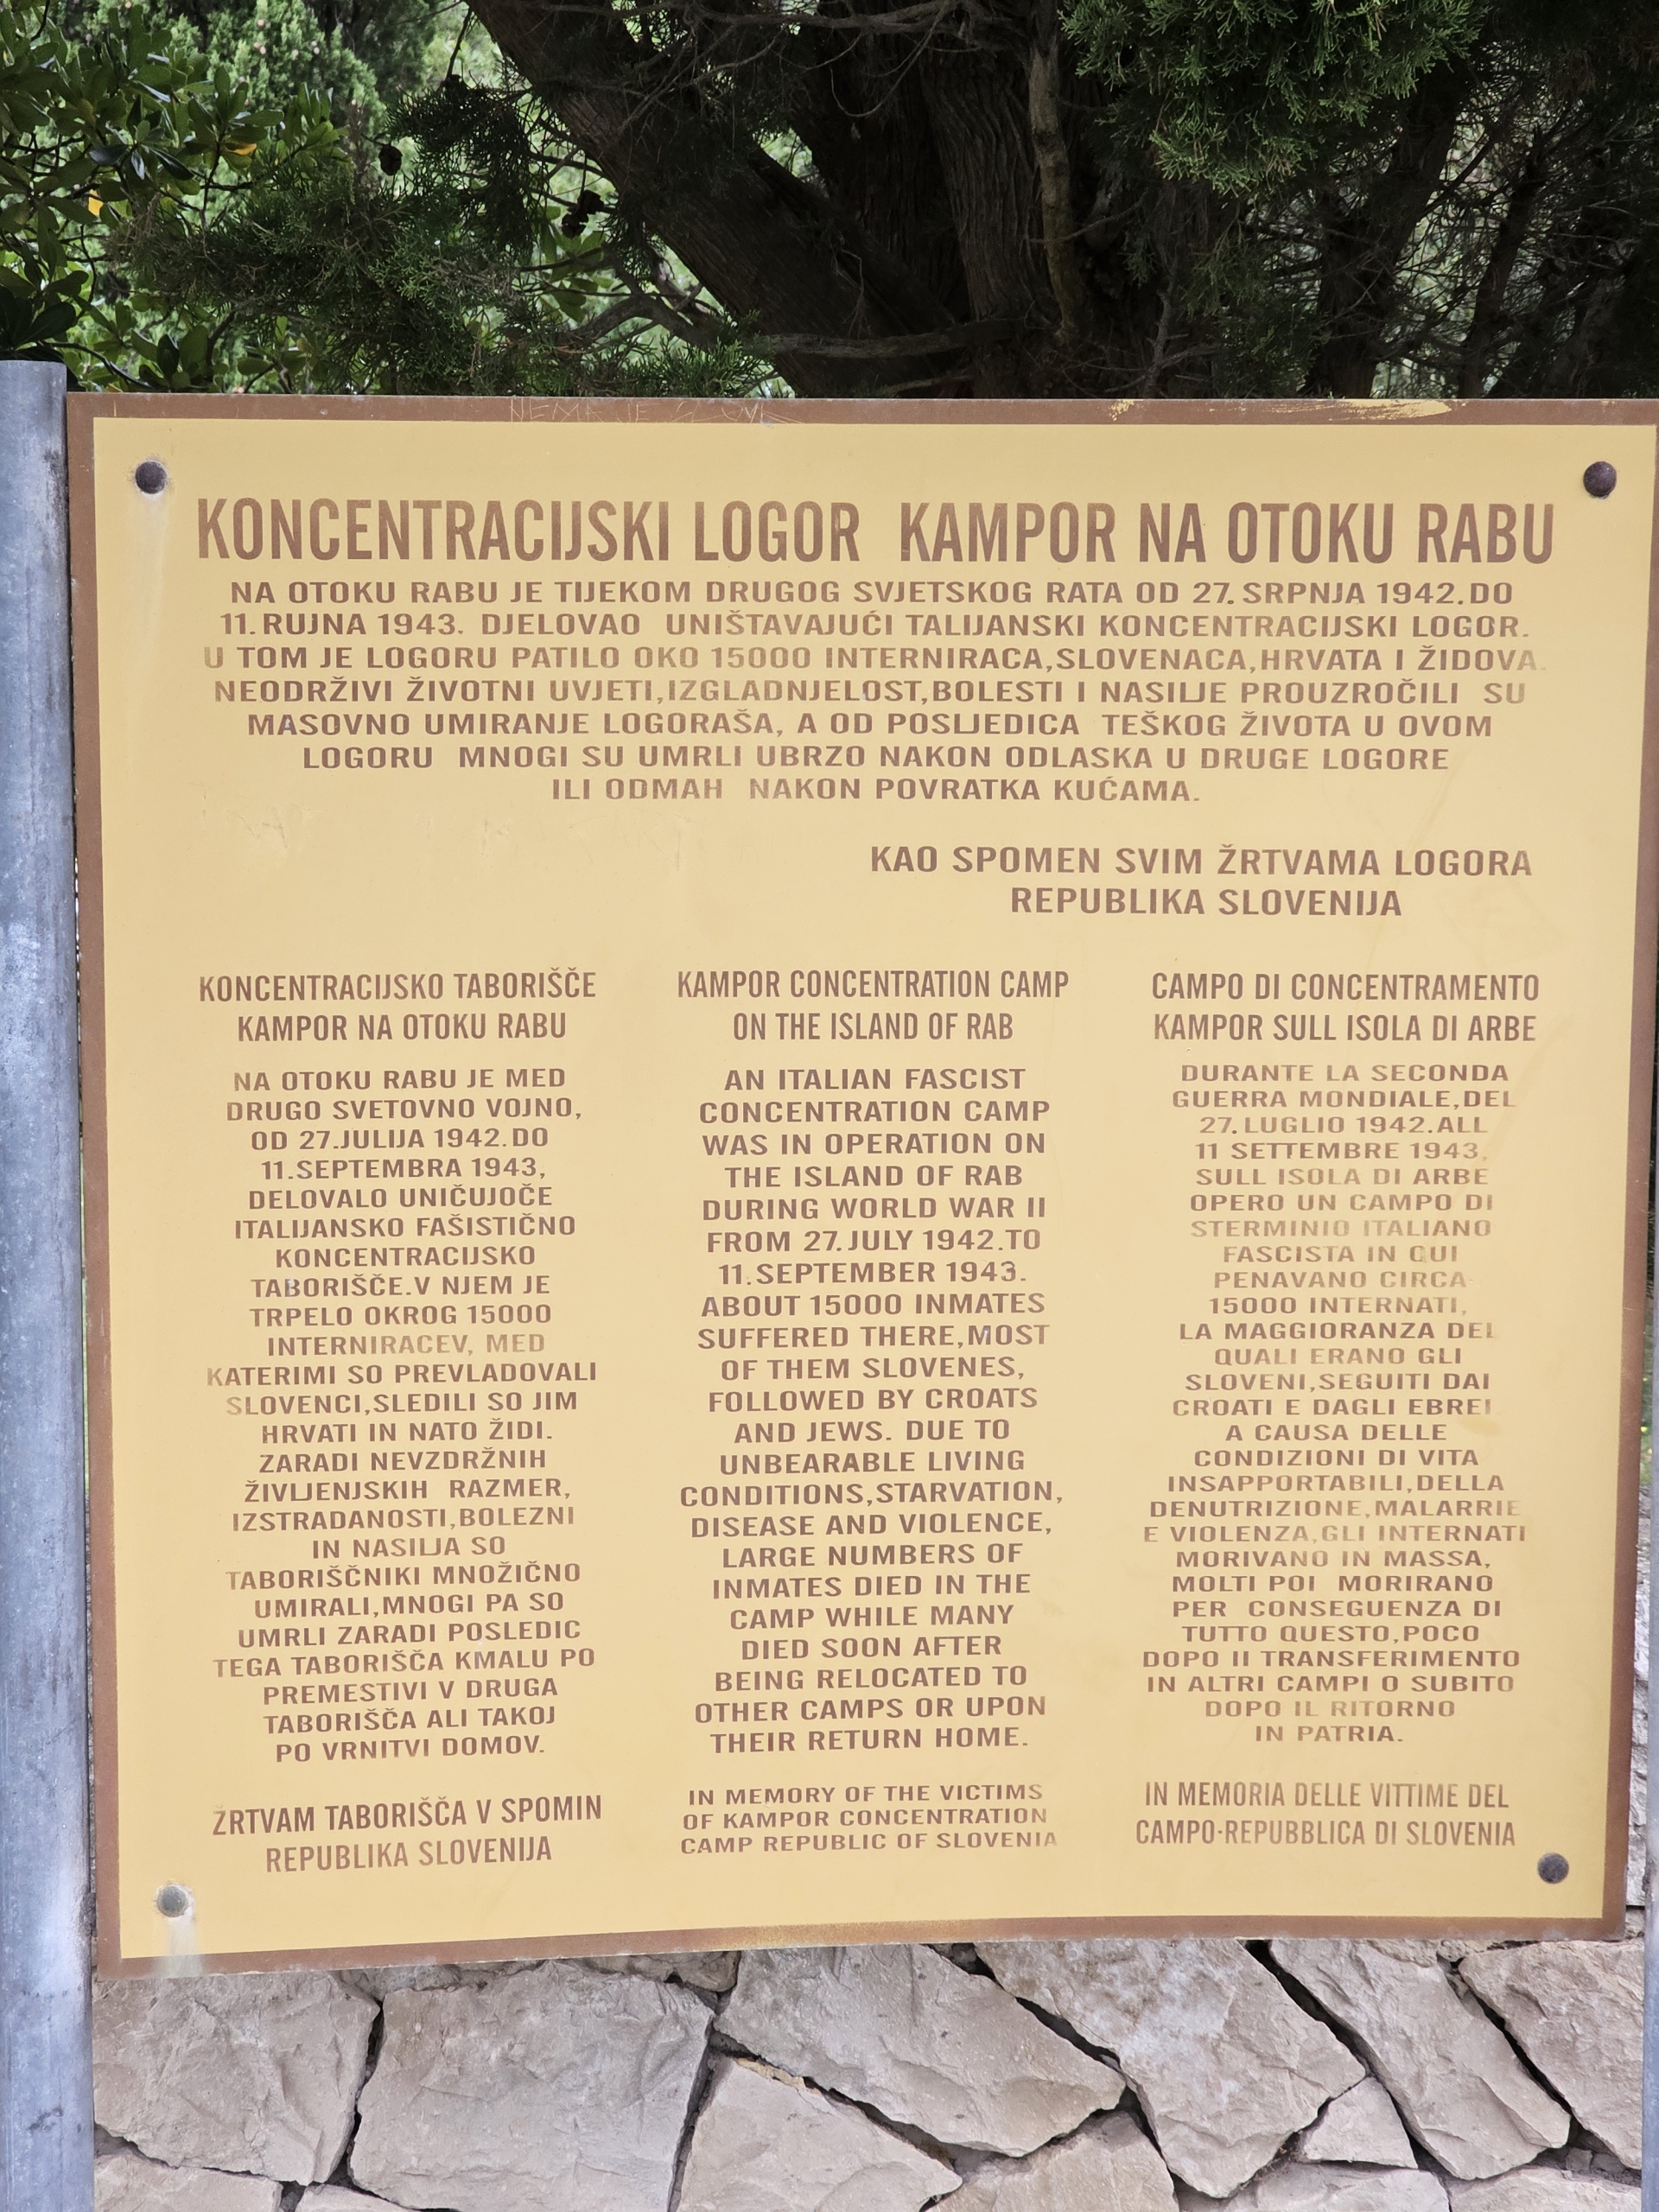 KONCENTRACIJSKI LOGOR KAMPOR NA OTOKU RABU
NA OTOKU RABU JE TIJEKOM DRUGOG SVJETSKOG RATA OD 27. SRPNJA 1942.DO
11. RUJNA 1943. DJELOVAO UNIŠTAVAJUĆI TALIJANSKI KONCENTRACIJSKI LOGOR.
U TOM JE LOGORU PATILO OKO 15000 INTERNIRACA,SLOVENACA,HRVATA I ŽIDOVA.
NEODRŽIVI ŽIVOTNI UVJETI,IZGLADNJELOST,BOLESTI I NASILJE PROUZROČILI SU
MASOVNO UMIRANJE LOGORAŠA, A OD POSLJEDICA TEŠKOG ŽIVOTA U OVOM
LOGORU MNOGI SU UMRLI UBRZO NAKON ODLASKA U DRUGE LOGORE
ILI ODMAH NAKON POVRATKA KUĆAMA.
KAO SPOMEN SVIM ŽRTVAMA LOGORA
REPUBLIKA SLOVENIJA
KONCENTRACIJSKO TABORIŠČE
KAMPOR NA OTOKU RABU
NA OTOKU RABU JE MED
DRUGO SVETOVNO VOJNO,
OD 27.JULIJA 1942.DO
11.SEPTEMBRA 1943,
DELOVALO UNIČUJOČE
ITALIJANSKO FAŠISTIČNO
KONCENTRACIJSKO
TABORIŠČE.V NJEM JE
TRPELO OKROG 15000
INTERNIRACEV, MED
KATERIMI SO PREVLADOVALI
SLOVENCI,SLEDILI SO JIM
HRVATI IN NATO ŽIDI.
ZARADI NEVZDRŽNIH
ŽIVLJENJSKIH RAZMER,
IZSTRADANOSTI,BOLEZNI
IN NASILJA SO
TABORIŠČNIKI MNOŽIČNO
UMIRALI,MNOGI PA SO
UMRLI ZARADI POSLEDIC
TEGA TABORIŠČA KMALU PO
PREMESTIVI V DRUGA
TABORIŠČA ALI TAKOJ
PO VRNITVI DOMOV.
ŽRTVAM TABORIŠČA V SPOMIN
REPUBLIKA SLOVENIJA
KAMPOR CONCENTRATION CAMP
ON THE ISLAND OF RAB
AN ITALIAN FASCIST
CONCENTRATION CAMP
WAS IN OPERATION ON
THE ISLAND OF RAB
DURING WORLD WAR II
FROM 27. JULY 1942.TO
11.SEPTEMBER 1943.
ABOUT 15000 INMATES
SUFFERED THERE,MOST
OF THEM SLOVENES,
FOLLOWED BY CROATS
AND JEWS. DUE TO
UNBEARABLE LIVING
CONDITIONS,STARVATION,
DISEASE AND VIOLENCE,
LARGE NUMBERS OF
INMATES DIED IN THE
CAMP WHILE MANY
DIED SOON AFTER
BEING RELOCATED TO
OTHER CAMPS OR UPON
THEIR RETURN HOME.
IN MEMORY OF THE VICTIMS
OF KAMPOR CONCENTRATION
CAMP REPUBLIC OF SLOVENIA
CAMPO DI CONCENTRAMENTO
KAMPOR SULL ISOLA DI ARBE
DURANTE LA SECONDA
GUERRA MONDIALE,DEL
27. LUGLIO 1942.ALL
11 SETTEMBRE 1943,
SULL ISOLA DI ARBE
OPERO UN CAMPO DI
STERMINIO ITALIANO
FASCISTA IN QUI
PENAVANO CIRCA
15000 INTERNATI,
LA MAGGIORANZA DEL
QUALI ERANO GLI
SLOVENI,SEGUITI DAI
CROATI E DAGLI EBREI.
A CAUSA DELLE
CONDIZIONI DI VITA
INSAPPORTABILI,DELLA
DENUTRIZIONE,MALARRIE
E VIOLENZA,GLI INTERNATI
MORIVANO IN MASSA,
MOLTI POI MORIRANO
PER CONSEGUENZA DI
TUTTO QUESTO,POCO
DOPO II TRANSFERIMENTO
IN ALTRI CAMPI O SUBITO
DOPO IL RITORNO
IN PATRIA.
IN MEMORIA DELLE VITTIME DEL
CAMPO-REPUBBLICA DI SLOVENIA